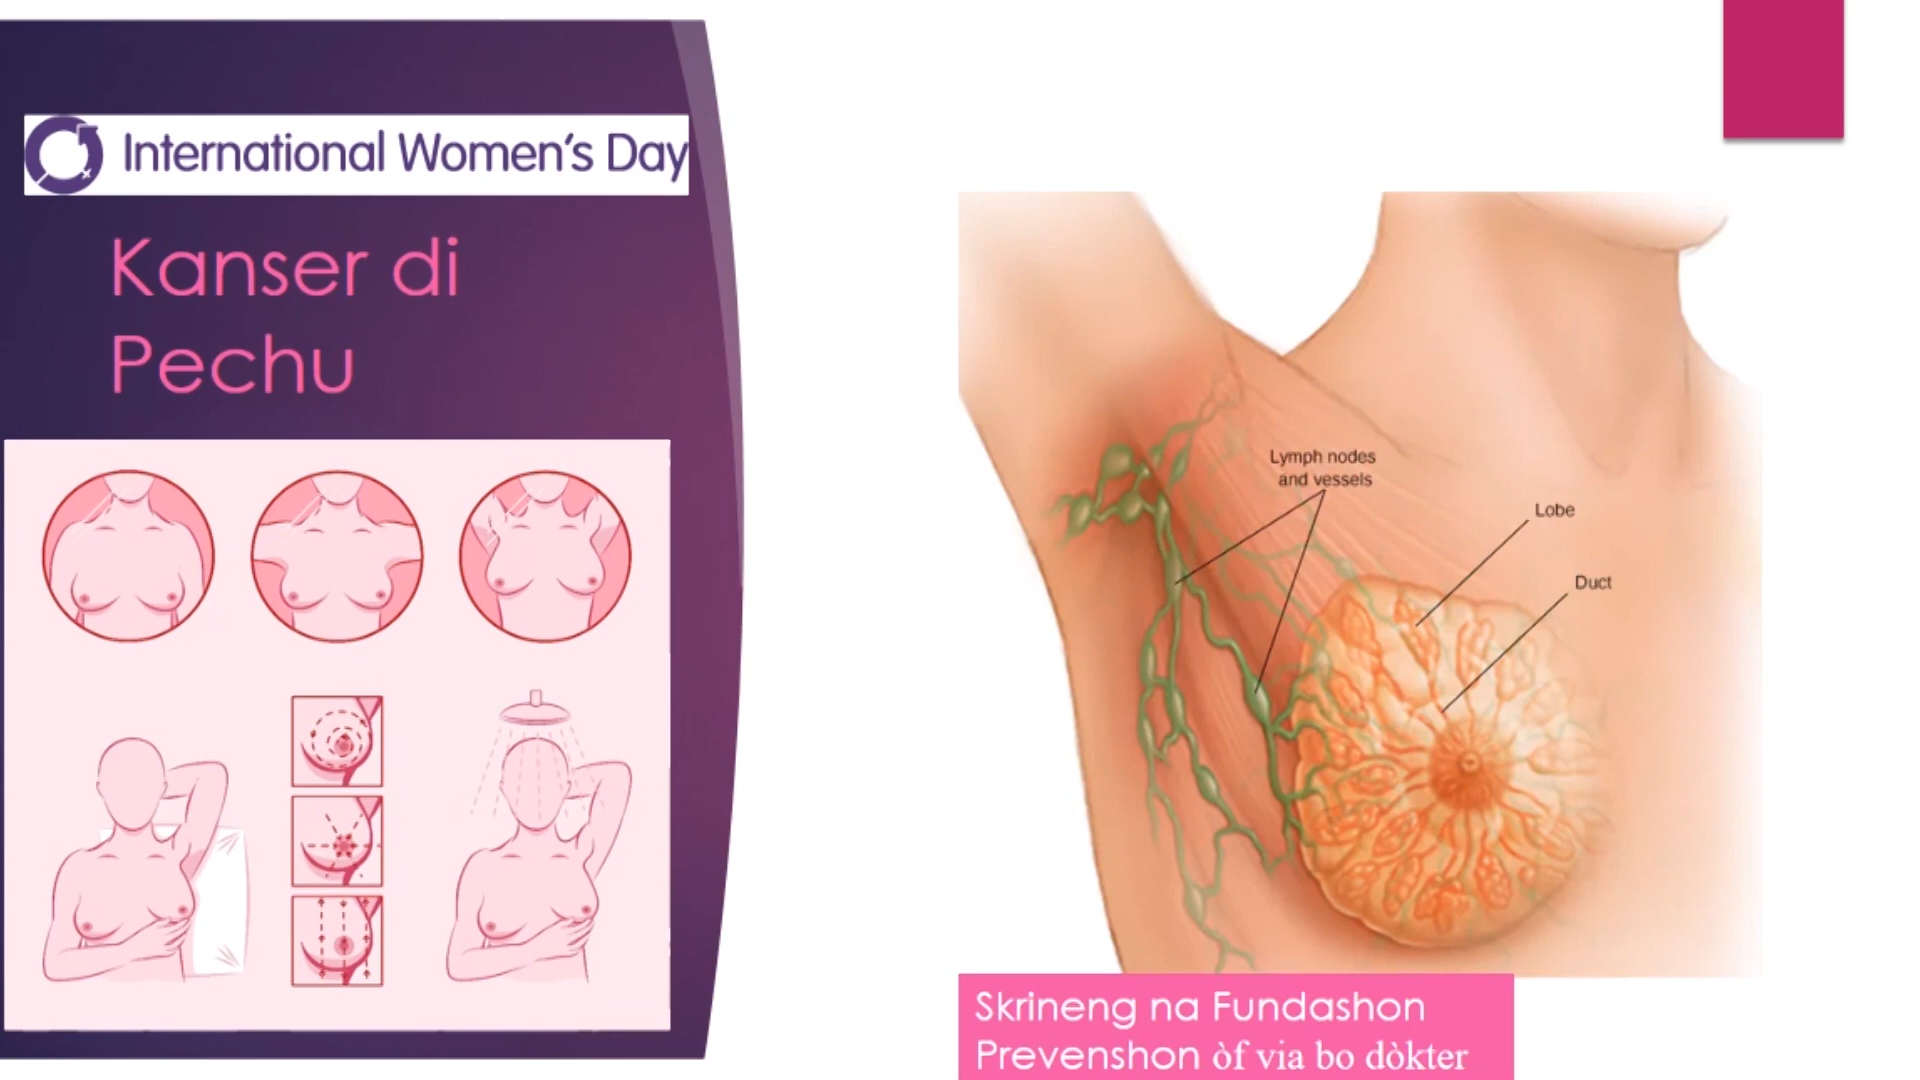 International Women's Day
Kanser di
Pechu
Lymph nodes
and vessels
Lobe
Duct
Skrineng na Fundashon
Prevenshon òf via bo dòkter